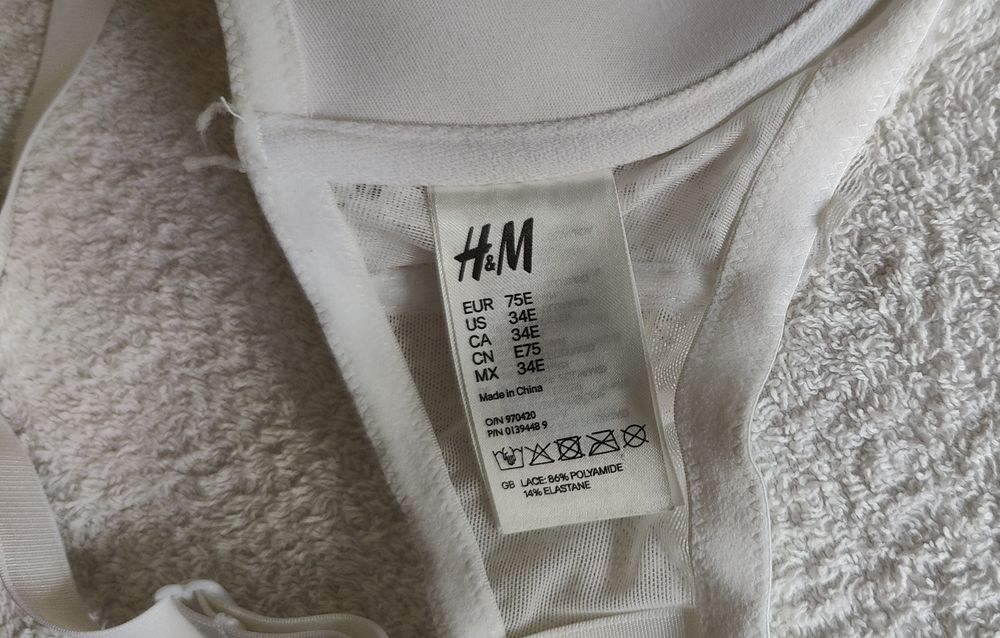 H&M
EUR 75E
US 34E
CA 34E
CN E75
MX 34E
Made in China
O/N 970420
P/N 0139448 9
GB LACE: 86% POLYAMIDE
14% ELASTANE